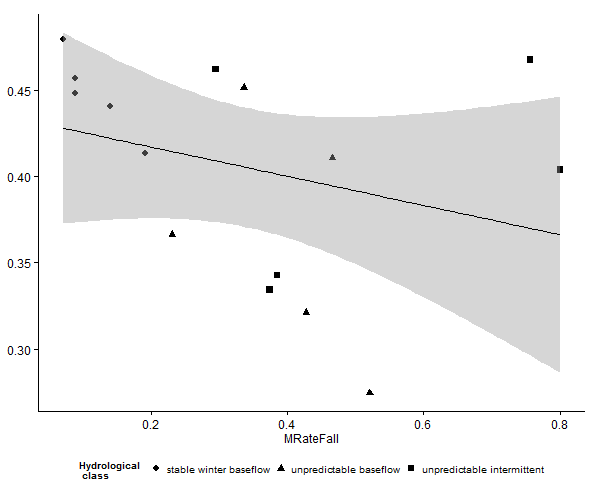 0.45
0.40
0.35
0.30
0.2 0.4 0.6 0.8
MRateFall
Hydrological
class
stable winter baseflow unpredictable baseflow unpredictable intermittent